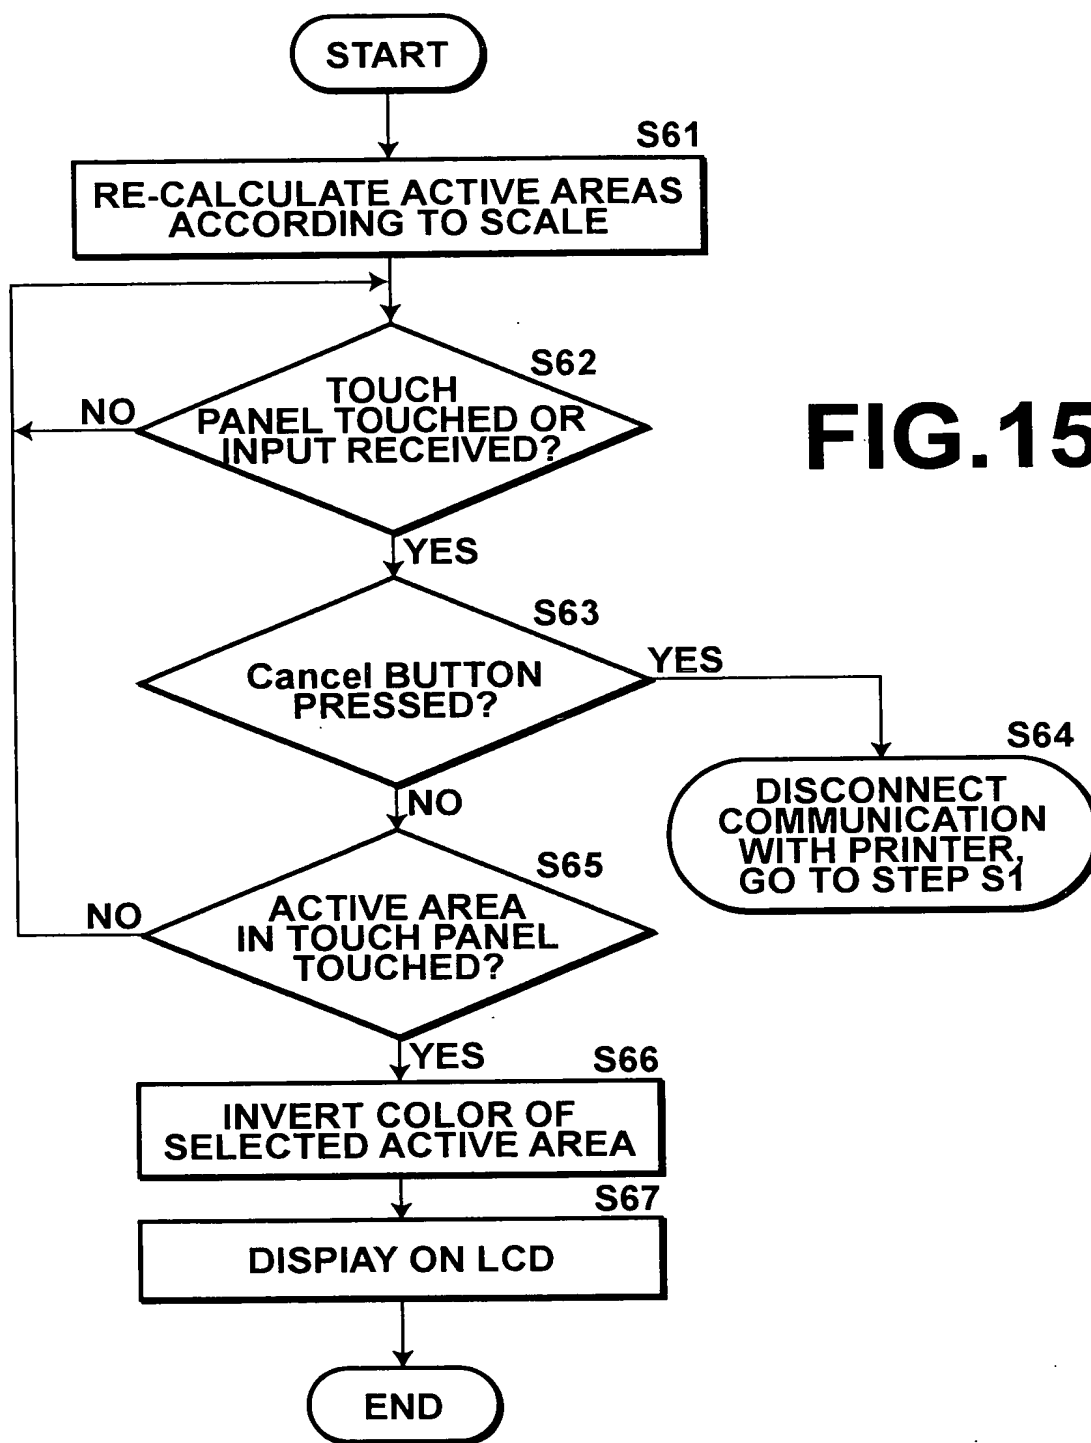 START
S61
RE-CALCULATE ACTIVE AREAS
ACCORDING TO SCALE
S62
TOUCH
PANEL TOUCHED OR
INPUT RECEIVED?
NO
FIG.15
YES
S63
Cancel BUTTON
PRESSED?
YES
S64
DISCONNECT
COMMUNICATION
WITH PRINTER,
GO TO STEP S1
NO
S65
ACTIVE AREA
IN TOUCH PANEL
TOUCHED?
NO
YES
S66
INVERT COLOR OF
SELECTED ACTIVE AREA
S67
DISPIAY ON LCD
END